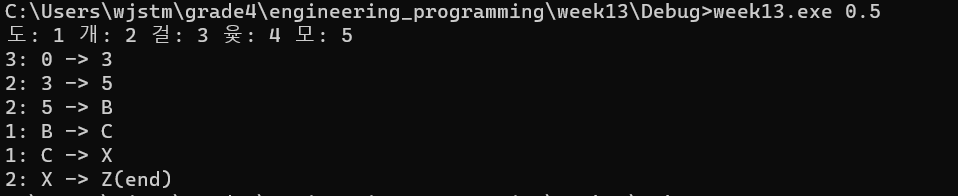 C:\Users\wjstm\grade4\engineering_programming\week13\Debug>week13.exe 0.5
도: 1 개: 2 걸: 3 윷: 4 모: 5
3: 0 -> 3
2: 3 -> 5
2: 5 -> B
1: B -> C
1: C -> X
2: X -> Z(end)